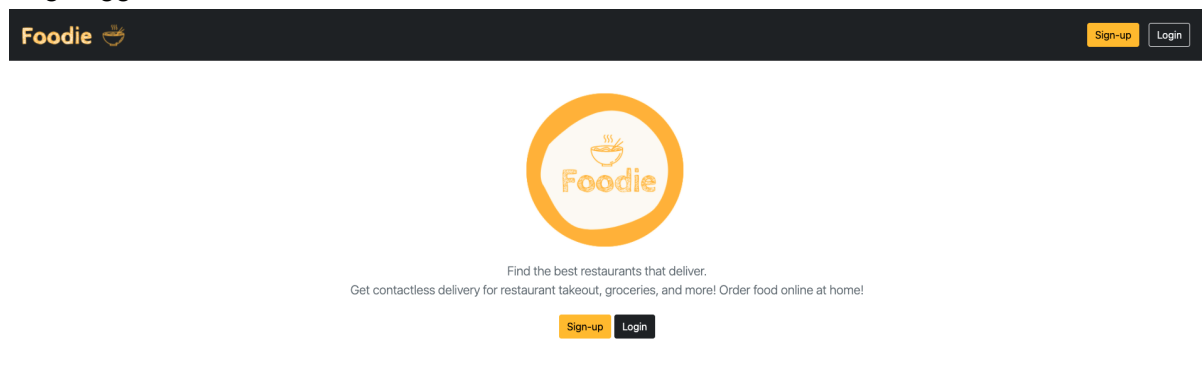 Foodie
Sign-up
Login
Foodie
Find the best restaurants that deliver.
Get contactless delivery for restaurant takeout, groceries, and more! Order food online at home!
Sign-up
Login